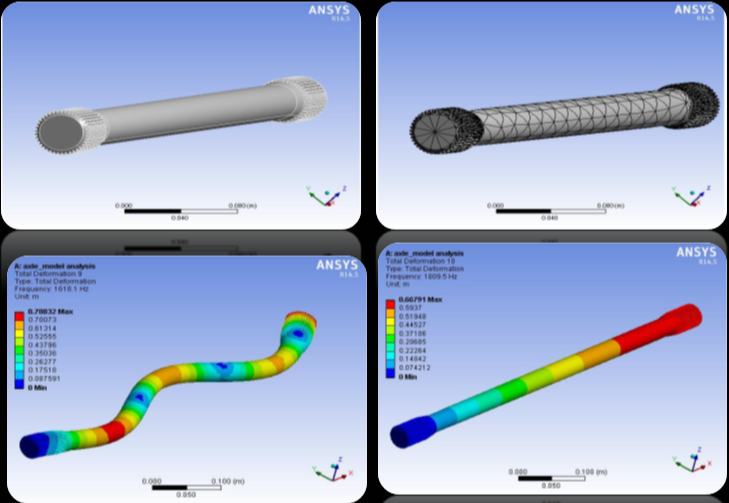 ANSYS
R14.5
0.000
0.080(m)
0.040
ANSYS
R14.5
0.000
0.080(m)
0.040
A: axle_model analysis
Total Deformation 9
Type: Total Deformation
Frequency: 1616.1 Hz
Unit: m
0.78832 Max
0.70073
0.61314
0.52555
0.43796
0.35036
0.26277
0.17518
0.087591
0 Min
ANSYS
R14.5
0.000
0.100 (m)
0.050
A: axle_model analysis
Total Deformation 10
Type: Total Deformation
Frequency: 1809.5 Hz
Unit: m
0.66791 Max
0.5937
0.51948
0.44527
0.37106
0.29685
0.22264
0.14842
0.074212
0 Min
ANSYS
R14.5
0.000
0.100 (m)
0.050